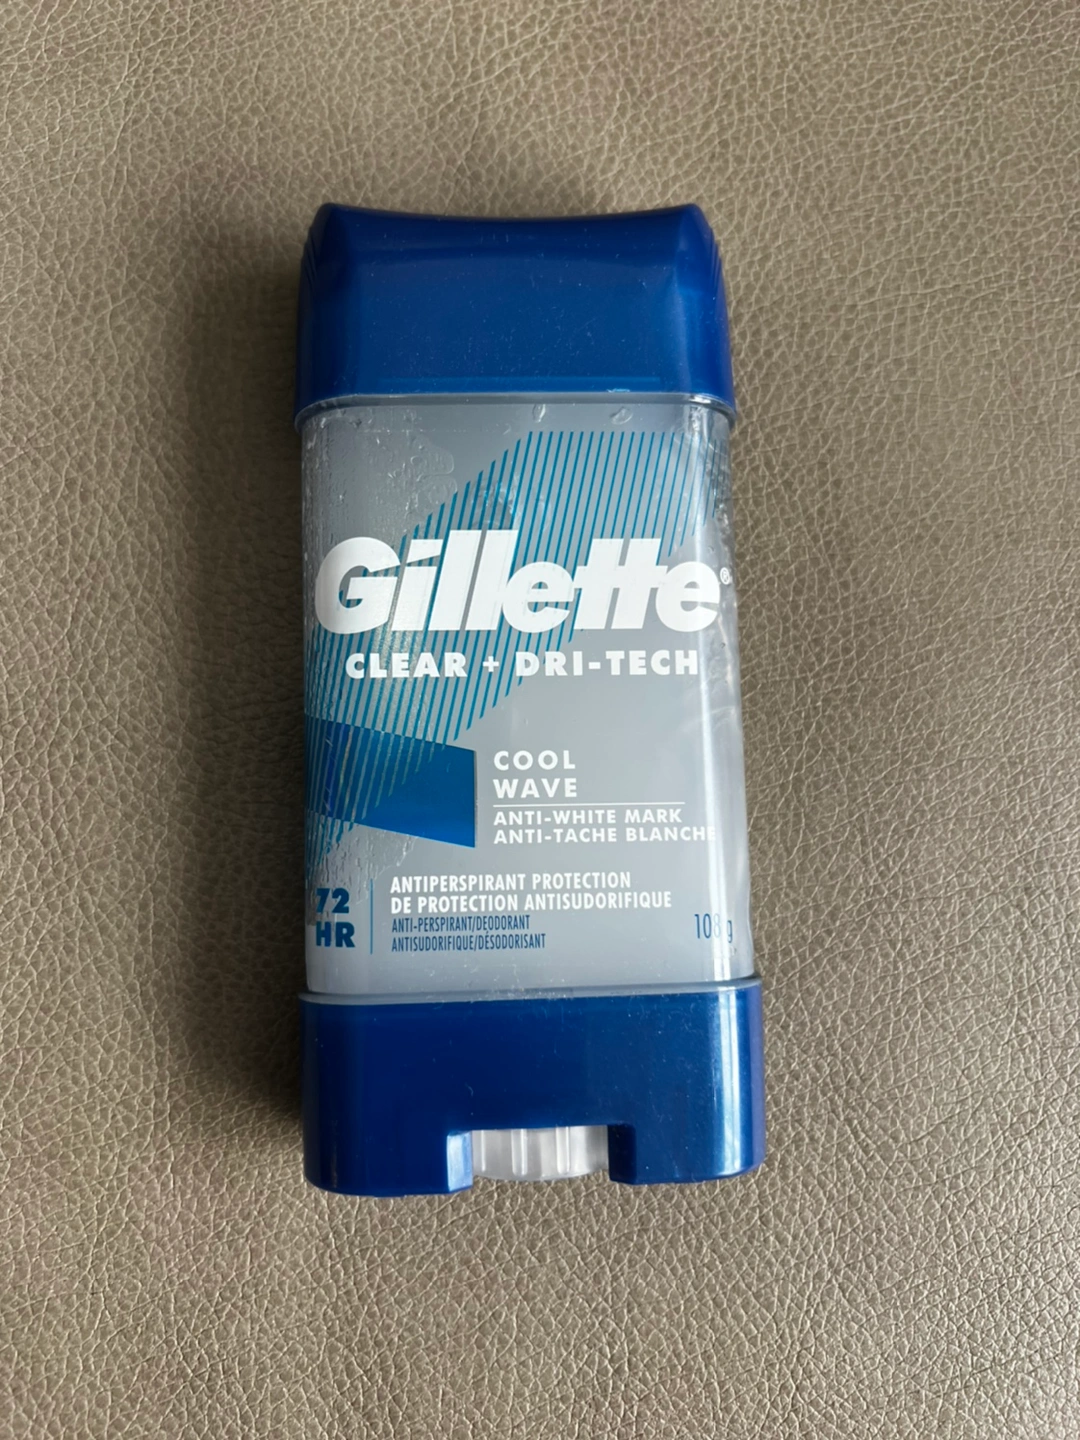 Gillette®
CLEAR + DRI-TECH
COOL
WAVE
ANTI-WHITE MARK
ANTI-TACHE BLANCHE
72
HR
ANTIPERSPIRANT PROTECTION
DE PROTECTION ANTISUDORIFIQUE
ANTI-PERSPIRANT/DEODORANT
ANTISUDORIFIQUE/DÉSODORISANT
108 g